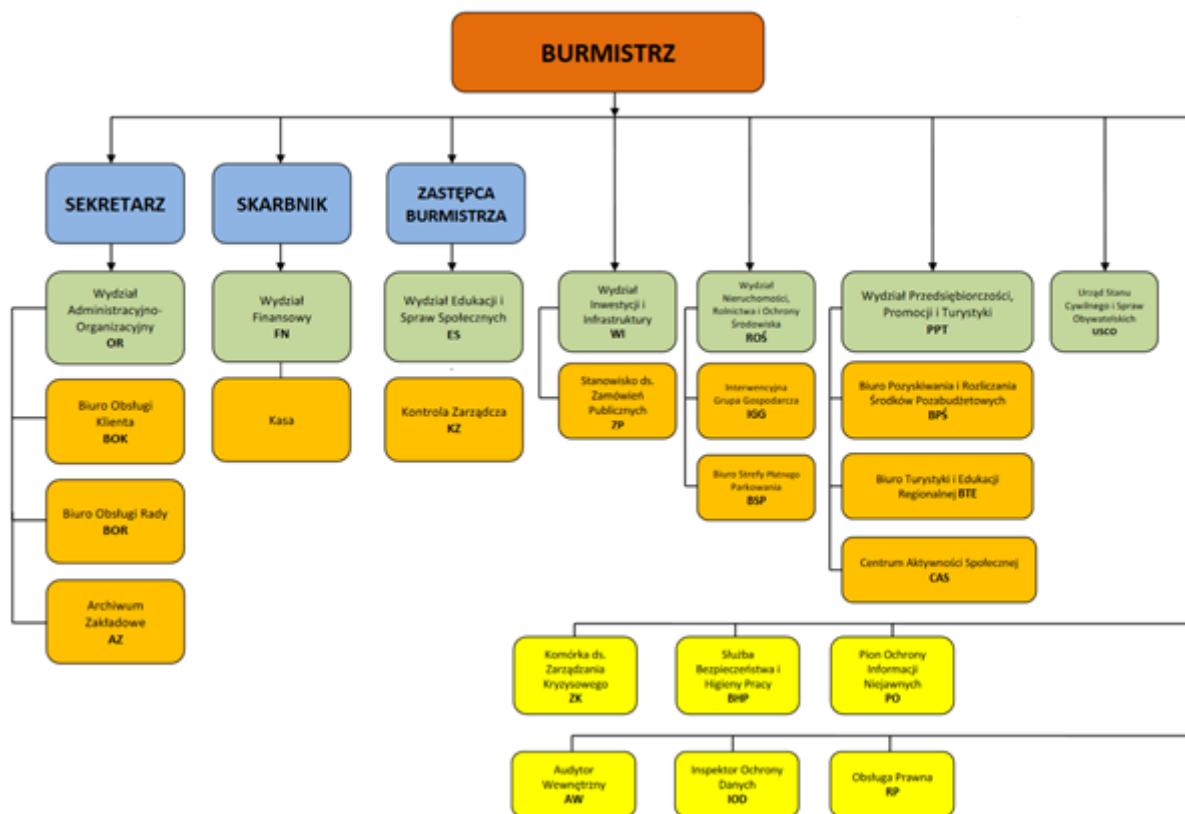 BURMISTRZ
SEKRETARZ
SKARBNIK
ZASTĘPCA
BURMISTRZA
Wydział
Administracyjno-
Organizacyjny
OR
Wydział
Finansowy
FN
Wydział Edukacji i
Spraw Społecznych
ES
Wydział
Inwestycji i
Infrastruktury
WI
Wydział
Nieruchomości,
Rolnictwa i Ochrony
Środowiska
ROŚ
Wydział Przedsiębiorczości,
Promocji i Turystyki
PPT
Urząd Stanu
Cywilnego i Spraw
Obywatelskich
USCO
Biuro Obsługi
Klienta
BOK
Kasa
Kontrola Zarządcza
KZ
Stanowisko ds.
Zamówień
Publicznych
ZP
Interwencyjna
Grupa Gospodarcza
IGG
Biuro Pozyskiwania i Rozliczania
Środków Pozabudżetowych
BPŚ
Biuro Obsługi Rady
BOR
Biuro Strefy Płatnego
Parkowania
BSP
Biuro Turystyki i Edukacji
Regionalnej BTE
Archiwum
Zakładowe
AZ
Centrum Aktywności Społecznej
CAS
Komórka ds.
Zarządzania
Kryzysowego
ZK
Służba
Bezpieczeństwa i
Higieny Pracy
BHP
Pion Ochrony
Informacji
Niejawnych
PO
Audytor
Wewnętrzny
AW
Inspektor Ochrony
Danych
IOD
Obsługa Prawna
RP